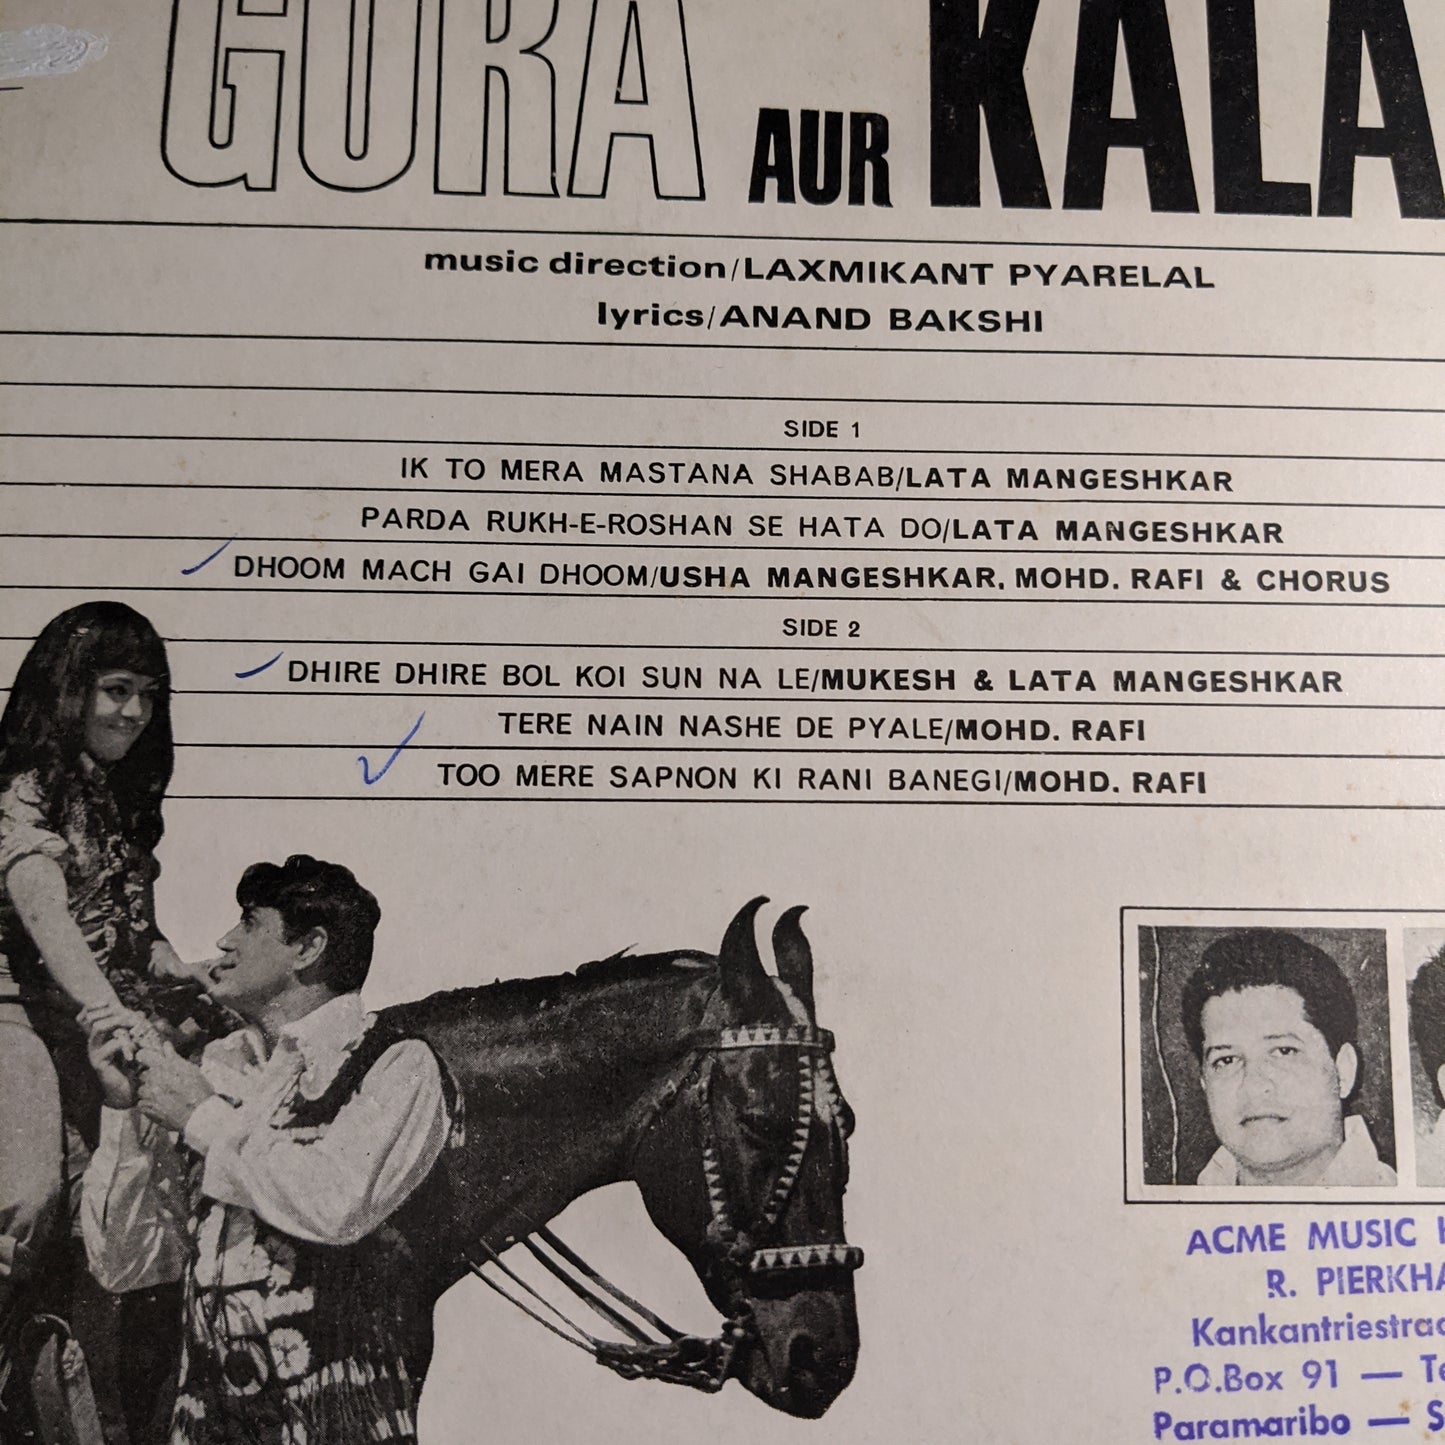 GORA AUR KALA
music direction/LAXMIKANT PYARELAL
lyrics/ANAND BAKSHI
SIDE 1
IK TO MERA MASTANA SHABAB/LATA MANGESHKAR
PARDA RUKH-E-ROSHAN SE HATA DO/LATA MANGESHKAR
DHOOM MACH GAI DHOOM/USHA MANGESHKAR, MOHD. RAFI & CHORUS
SIDE 2
DHIRE DHIRE BOL KOI SUN NA LE/MUKESH & LATA MANGESHKAR
TERE NAIN NASHE DE PYALE/MOHD. RAFI
TOO MERE SAPNON KI RANI BANEGI/MOHD. RAFI
ACME MUSIC
R.
P.O.Box 91 —
Paramaribo —